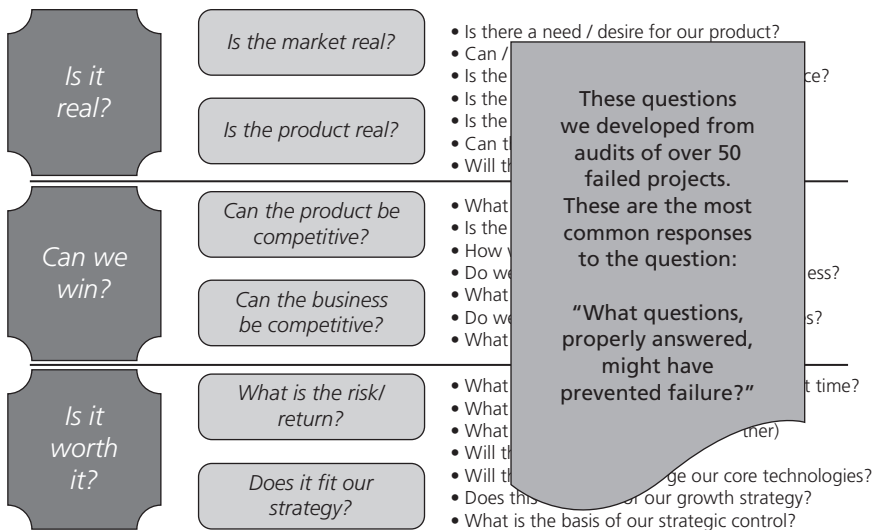 Is it
real?
Is the market real?
Is the product real?
• Is there a need / desire for our product?
• Can /
• Is the ce?
• Is the
• Is the
• Can t
• Will th
Can we
win?
Can the product be
competitive?
Can the business
be competitive?
• What
• Is the
• How
• Do we ess?
• What
• Do we s?
• What
Is it
worth
it?
What is the risk/
return?
Does it fit our
strategy?
• What t time?
• What
• What ther)
• Will th
• Will th ge our core technologies?
• Does this our growth strategy?
• What is the basis of our strategic control?
These questions
we developed from
audits of over 50
failed projects.
These are the most
common responses
to the question:
“What questions,
properly answered,
might have
prevented failure?”